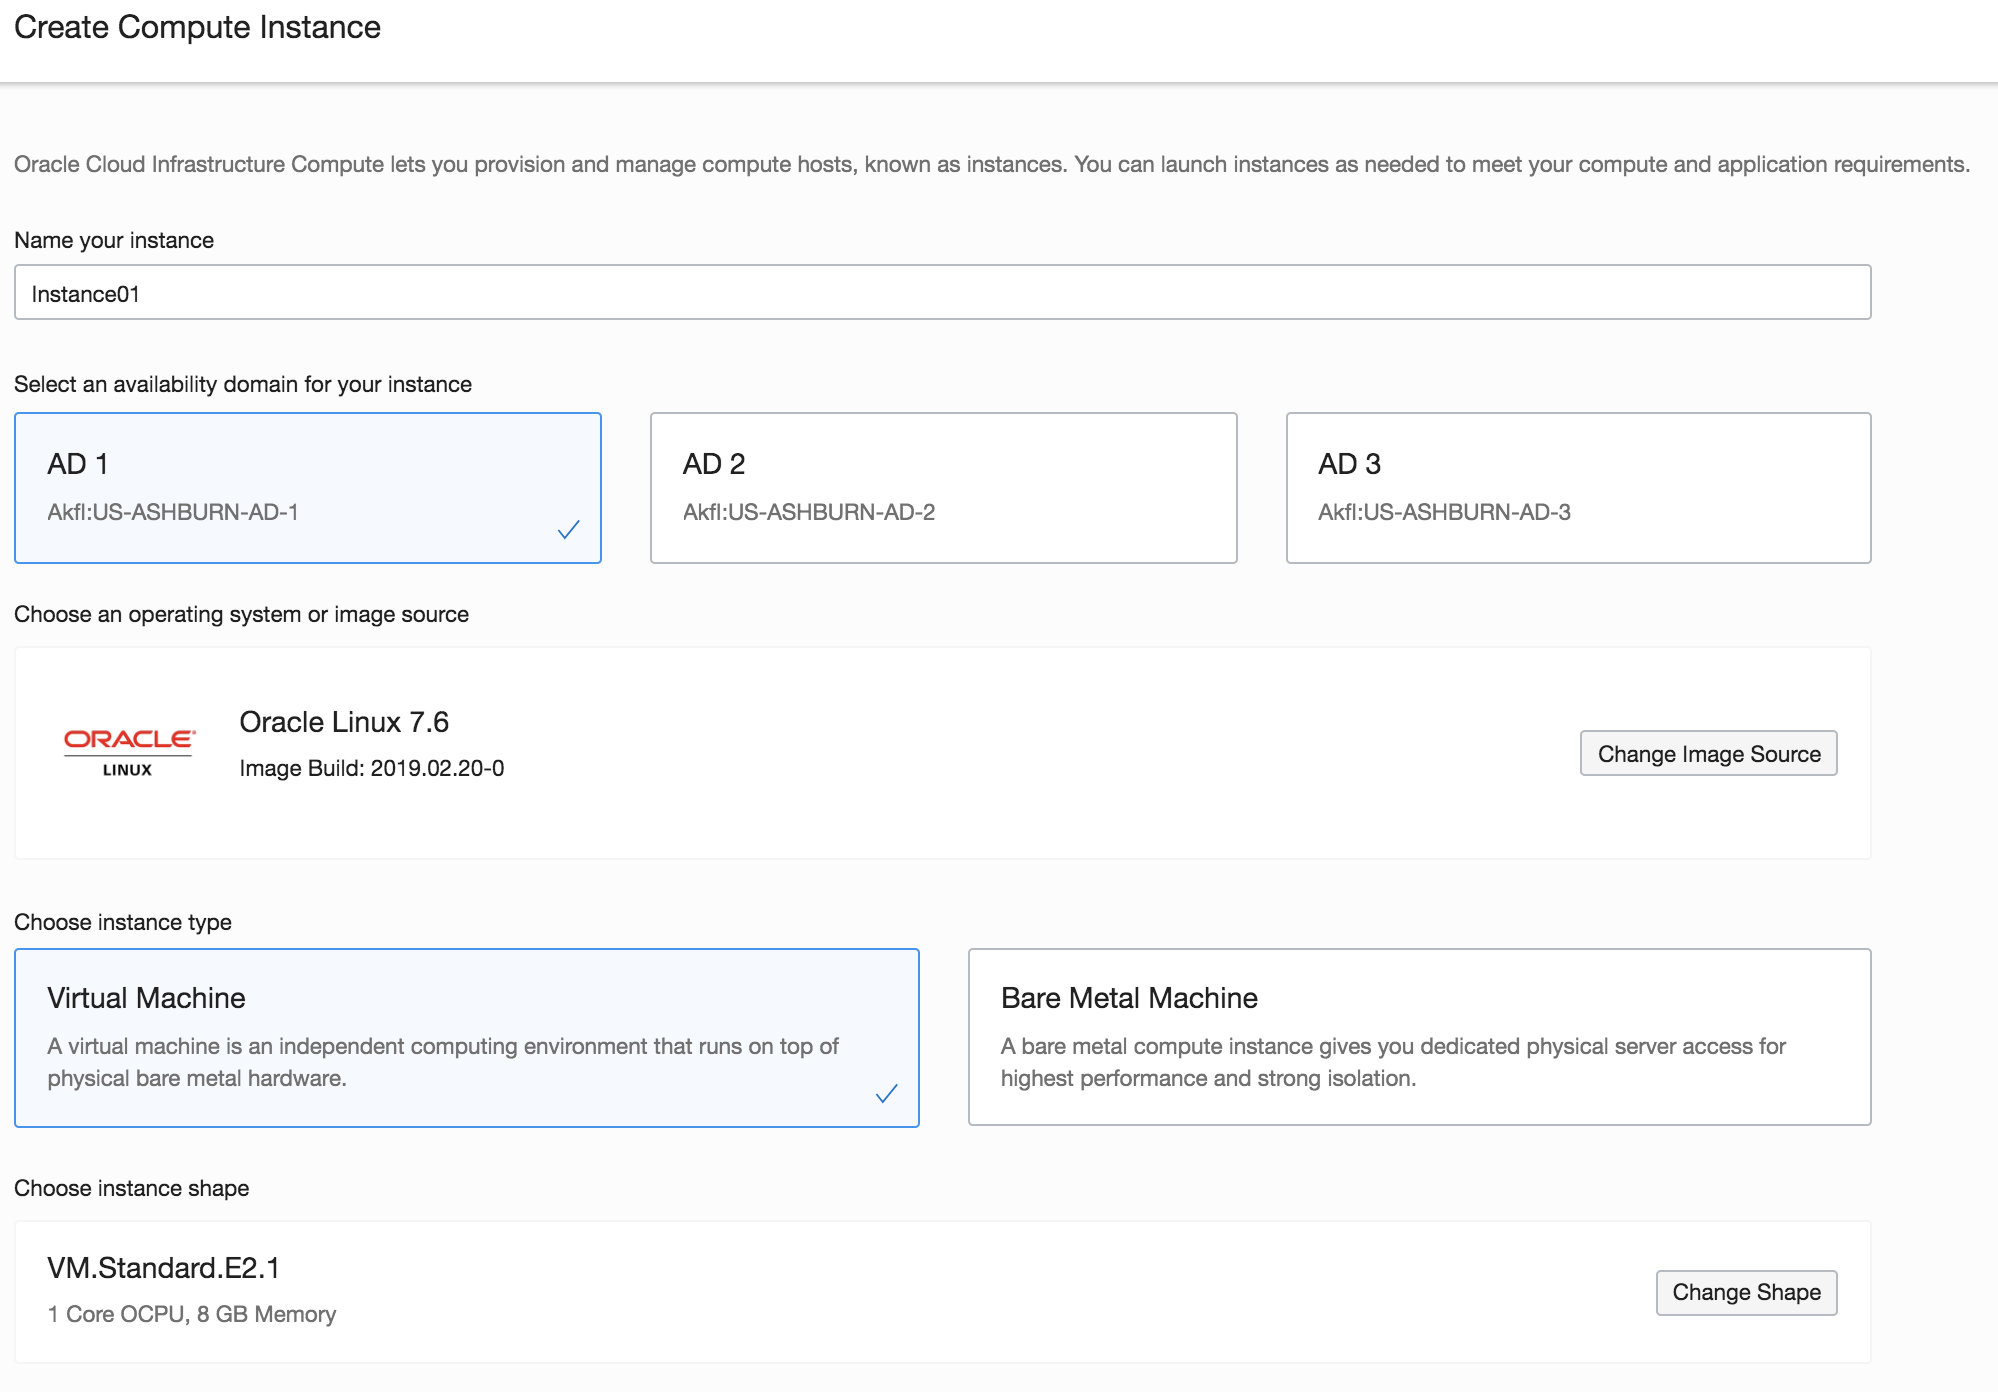 Create Compute Instance
Oracle Cloud Infrastructure Compute lets you provision and manage compute hosts, known as instances. You can launch instances as needed to meet your compute and application requirements.
Name your instance
Instance01
Select an availability domain for your instance
AD 1
Akfl:US-ASHBURN-AD-1
AD 2
Akfl:US-ASHBURN-AD-2
AD 3
Akfl:US-ASHBURN-AD-3
Choose an operating system or image source
ORACLE
LINUX
Oracle Linux 7.6
Image Build: 2019.02.20-0
Change Image Source
Choose instance type
Virtual Machine
A virtual machine is an independent computing environment that runs on top of
physical bare metal hardware.
Bare Metal Machine
A bare metal compute instance gives you dedicated physical server access for
highest performance and strong isolation.
Choose instance shape
VM.Standard.E2.1
1 Core OCPU, 8 GB Memory
Change Shape